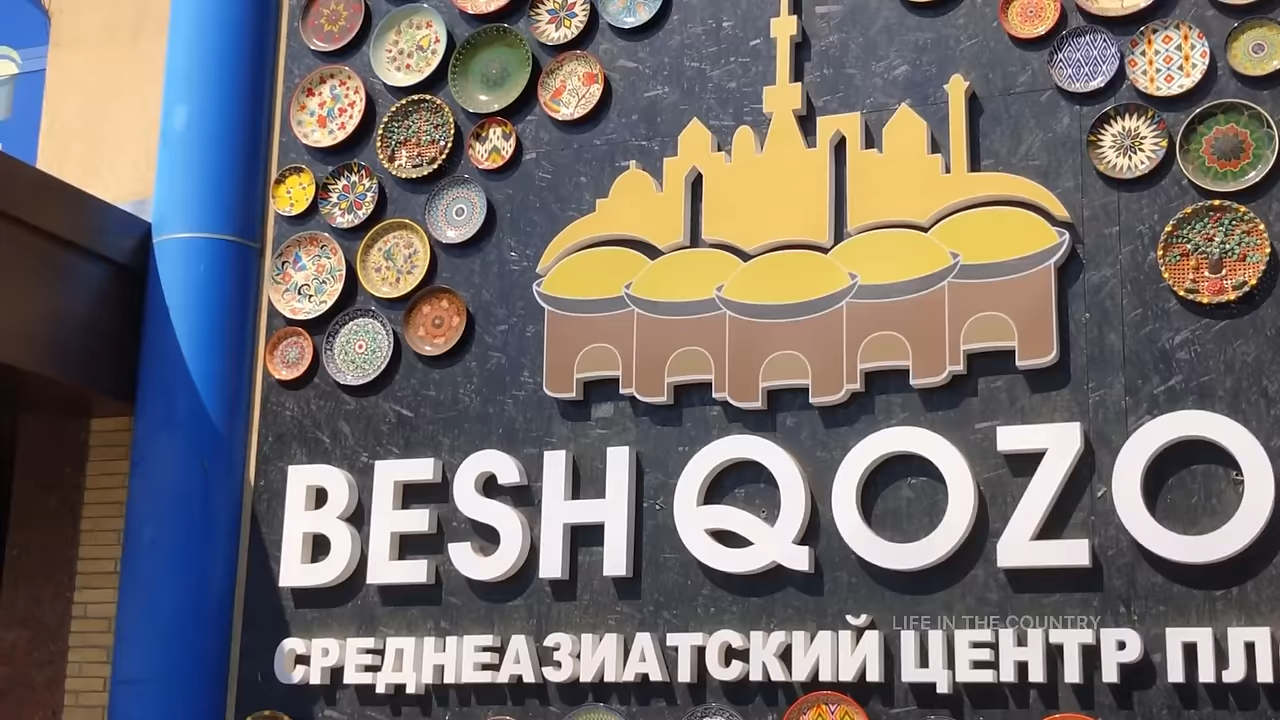 BESH QOZO
LIFE IN THE COUNTRY
СРЕДНЕАЗИАТСКИЙ ЦЕНТР ПЛ